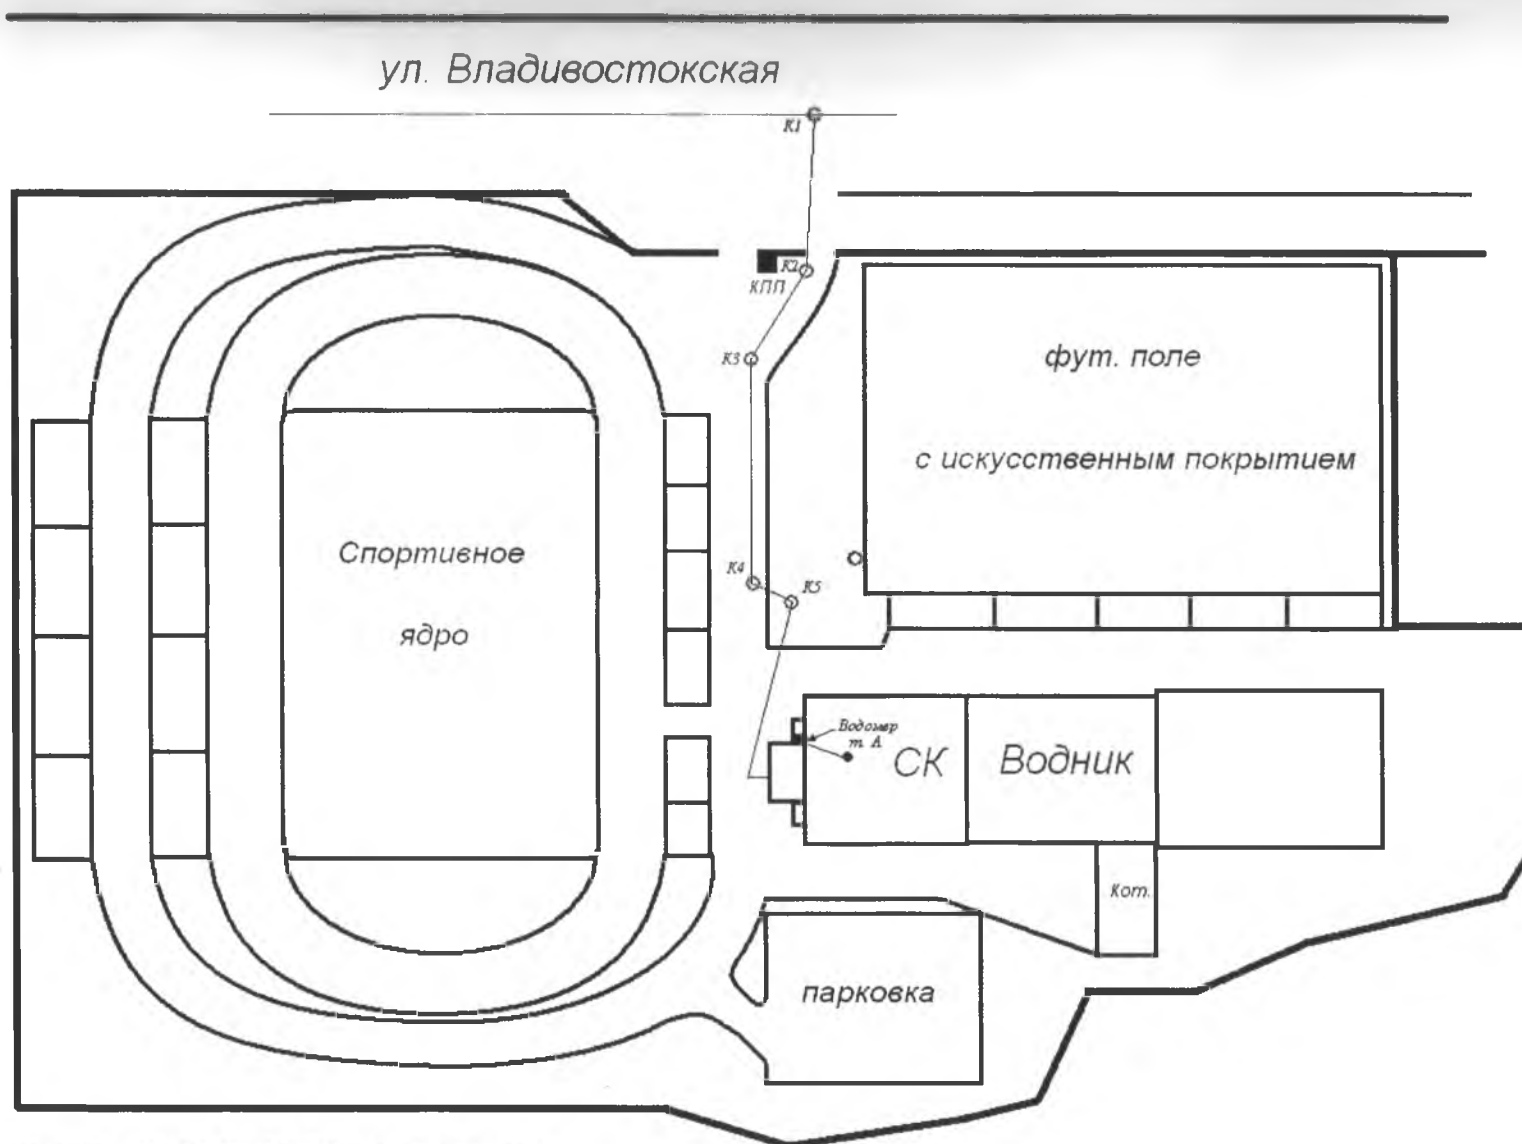 ул. Владивостокская
К1
К2
КПП
К3
фут. поле
с искусственным покрытием
Спортивное
ядро
К4
К5
Водомер
т. А
СК
Водник
Кот.
парковка